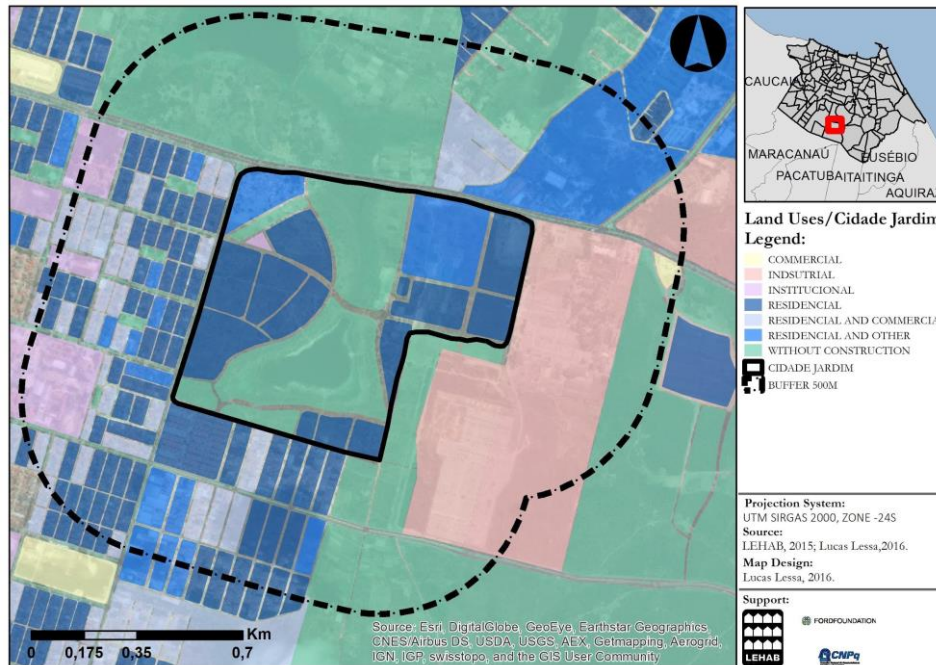 CAUCAIA
MARACANAÚ
EUSÉBIO
PACATUBA
ITAITINGA
AQUIRAZ
Land Uses/Cidade Jardim
Legend:
COMMERCIAL
INDSUTRIAL
INSTITUCIONAL
RESIDENCIAL
RESIDENCIAL AND COMMERCIA
RESIDENCIAL AND OTHER
WITHOUT CONSTRUCTION
CIDADE JARDIM
BUFFER 500M
Projection System:
UTM SIRGAS 2000, ZONE -24S
Source:
LEHAB, 2015; Lucas Lessa,2016.
Map Design:
Lucas Lessa, 2016.
Support:
FORDFOUNDATION
LEHAB
CNPq
Km
0 0,175 0,35 0,7
Source: Esri, DigitalGlobe, GeoEye, Earthstar Geographics,
CNES/Airbus DS, USDA, USGS, AEX, Getmapping, Aerogrid,
IGN, IGP, swisstopo, and the GIS User Community